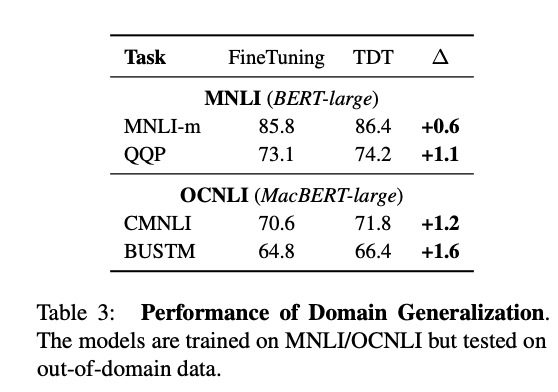 Task FineTuning TDT Δ
MNLI (BERT-large)
MNLI-m 85.8 86.4 +0.6
QQP 73.1 74.2 +1.1
OCNLI (MacBERT-large)
CMNLI 70.6 71.8 +1.2
BUSTM 64.8 66.4 +1.6
Table 3: Performance of Domain Generalization.
The models are trained on MNLI/OCNLI but tested on
out-of-domain data.